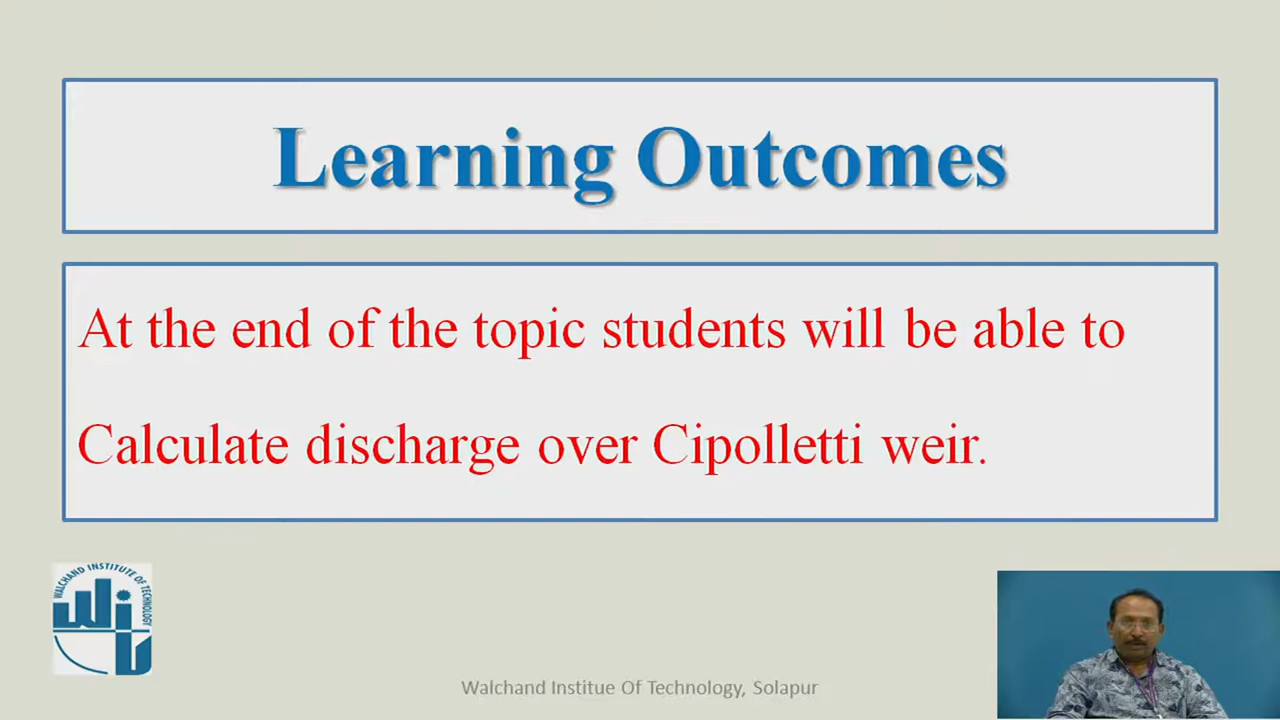 Learning Outcomes
At the end of the topic students will be able to
Calculate discharge over Cipolletti weir.
WALCHAND INSTITUTE OF TECHNOLOGY
Walchand Institue Of Technology, Solapur